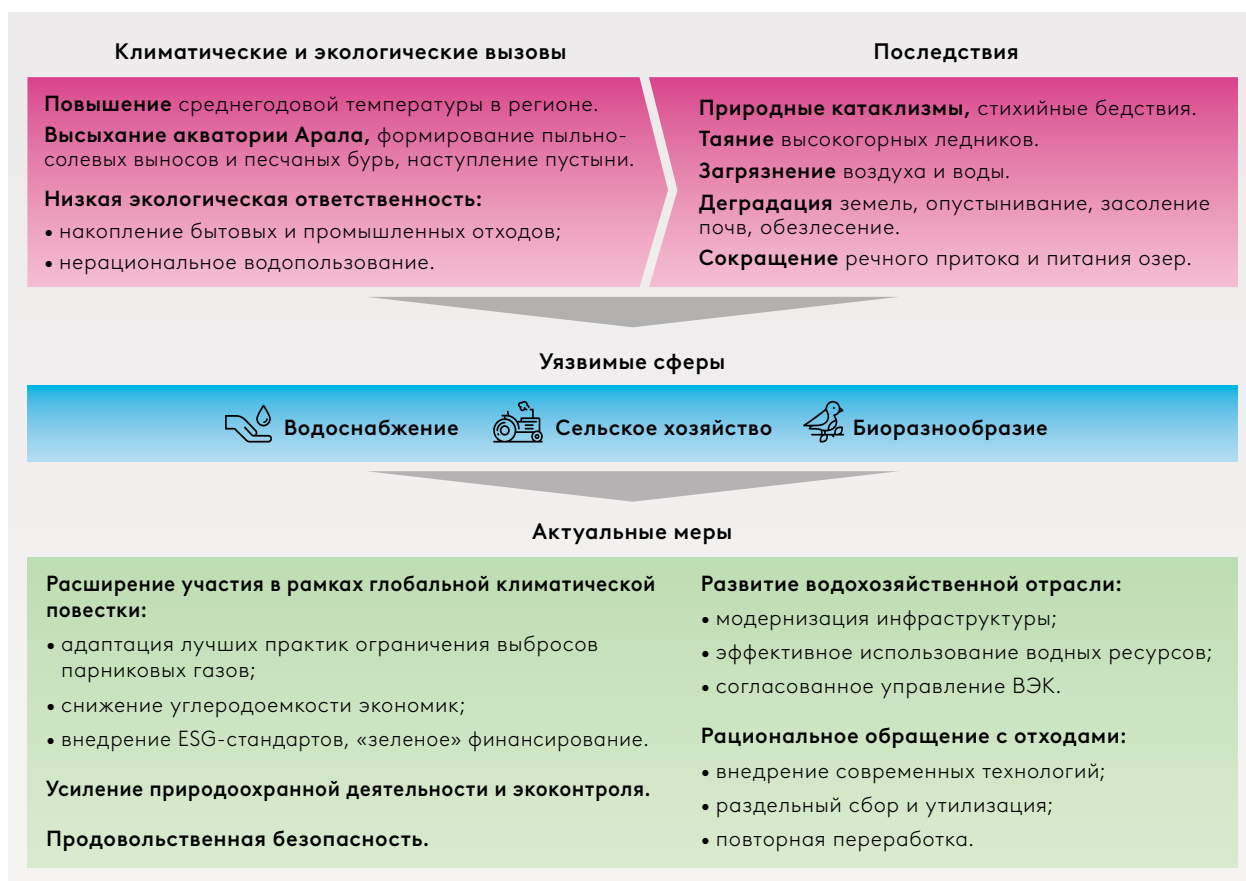 Климатические и экологические вызовы
Повышение среднегодовой температуры в регионе.
Высыхание акватории Арала, формирование пыльно-
солевых выносов и песчаных бурь, наступление пустыни.
Низкая экологическая ответственность:
• накопление бытовых и промышленных отходов;
• нерациональное водопользование.
Последствия
Природные катаклизмы, стихийные бедствия.
Таяние высокогорных ледников.
Загрязнение воздуха и воды.
Деградация земель, опустынивание, засоление
почв, обезлесение.
Сокращение речного притока и питания озер.
Уязвимые сферы
Водоснабжение
Сельское хозяйство
Биоразнообразие
Актуальные меры
Расширение участия в рамках глобальной климатической
повестки:
• адаптация лучших практик ограничения выбросов
парниковых газов;
• снижение углеродоемкости экономик;
• внедрение ESG-стандартов, «зеленое» финансирование.
Усиление природоохранной деятельности и экоконтроля.
Продовольственная безопасность.
Развитие водохозяйственной отрасли:
• модернизация инфраструктуры;
• эффективное использование водных ресурсов;
• согласованное управление ВЭК.
Рациональное обращение с отходами:
• внедрение современных технологий;
• раздельный сбор и утилизация;
• повторная переработка.